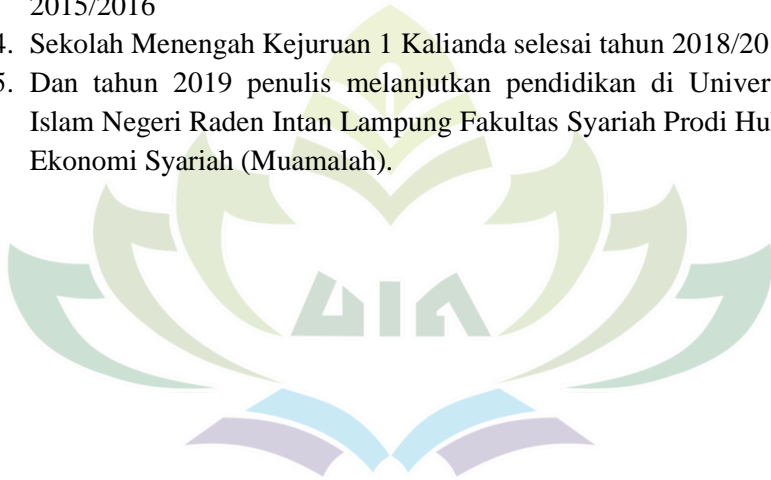 2015/2016
4. Sekolah Menengah Kejuruan 1 Kalianda selesai tahun 2018/20
5. Dan tahun 2019 penulis melanjutkan pendidikan di Univer
Islam Negeri Raden Intan Lampung Fakultas Syariah Prodi Hu
Ekonomi Syariah (Muamalah).
UIN